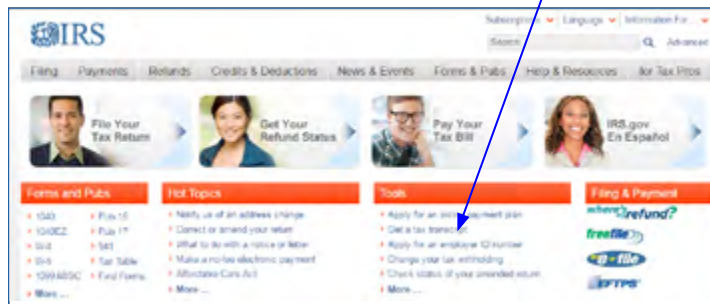 IRS
Subscriptions Language Information For...
Search Advanced
Filing Payments Refunds Credits & Deductions News & Events Forms & Pubs Help & Resources for Tax Pros
File Your
Tax Return
Get Your
Refund Status
Pay Your
Tax Bill
IRS.gov
En Español
Forms and Pubs
1040 Pub 15
1040EZ Pub 17
W-4 941
W-9 Tax Table
1099-MISC Find Forms
More ...
Hot Topics
Notify us of an address change
Correct or amend your return
What to do with a notice or letter
Make a no-fee electronic payment
Affordable Care Act
More ...
Tools
Apply for an payment plan
Get a tax transcript
Apply for an employer ID number
Change your tax withholding
Check status of your amended return
More ...
Filing & Payment
where's my refund?
freefile
e-file
EFTPS